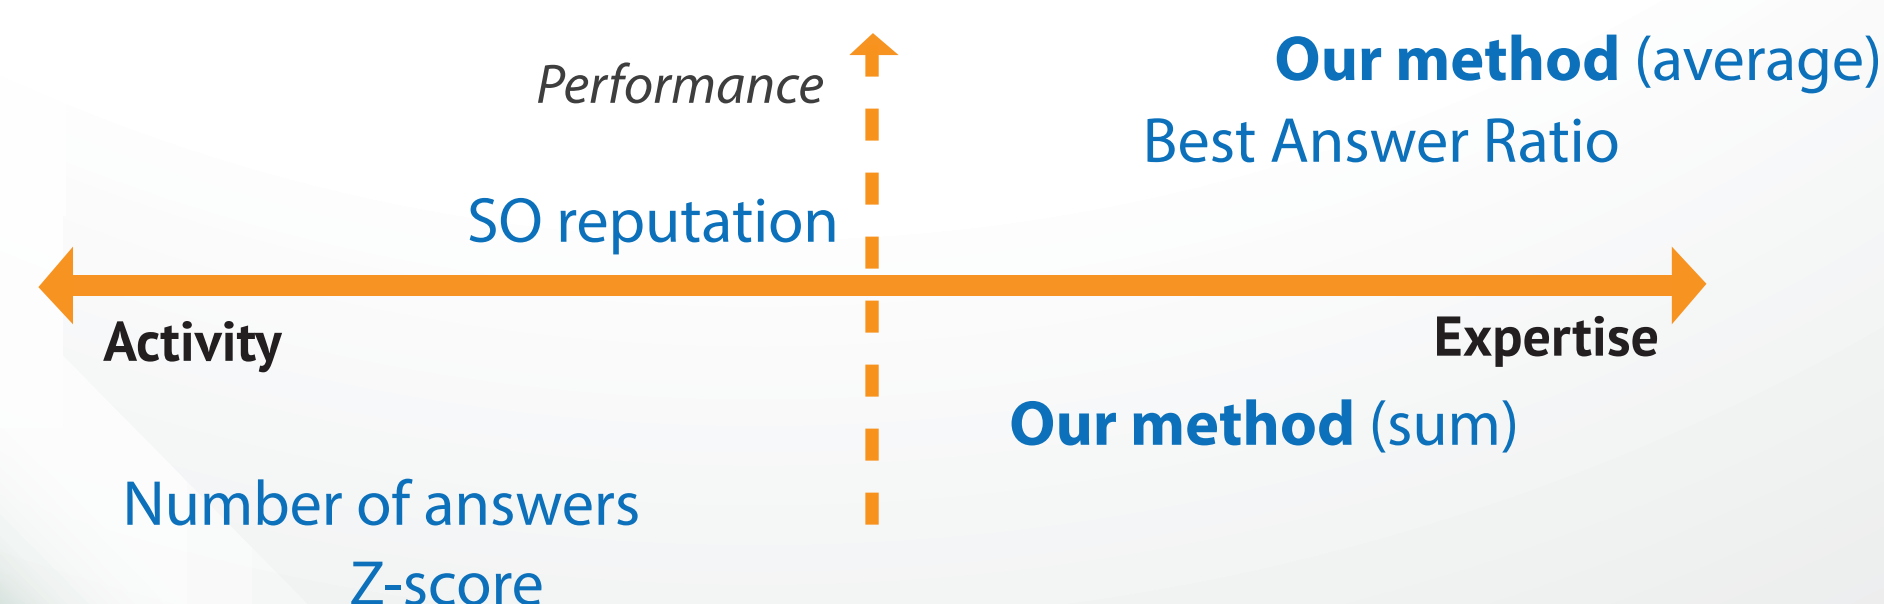 Our method (average)
Performance
Best Answer Ratio
SO reputation
Activity
Expertise
Our method (sum)
Number of answers
Z-score